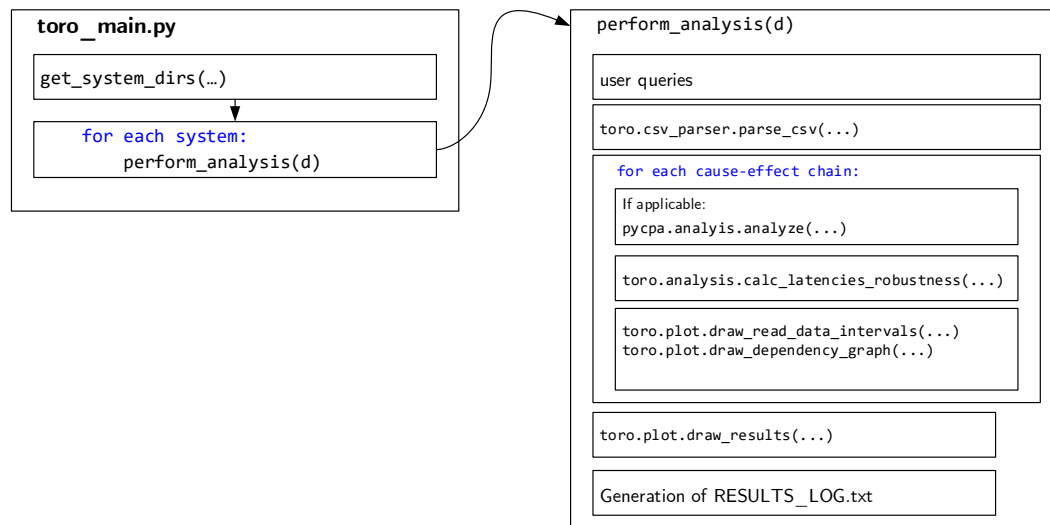 toro_main.py
get_system_dirs(…)
for each system:
perform_analysis(d)
perform_analysis(d)
user queries
toro.csv_parser.parse_csv(...)
for each cause-effect chain:
If applicable:
pycpa.analyis.analyze(...)
toro.analysis.calc_latencies_robustness(...)
toro.plot.draw_read_data_intervals(...)
toro.plot.draw_dependency_graph(...)
toro.plot.draw_results(...)
Generation of RESULTS_LOG.txt